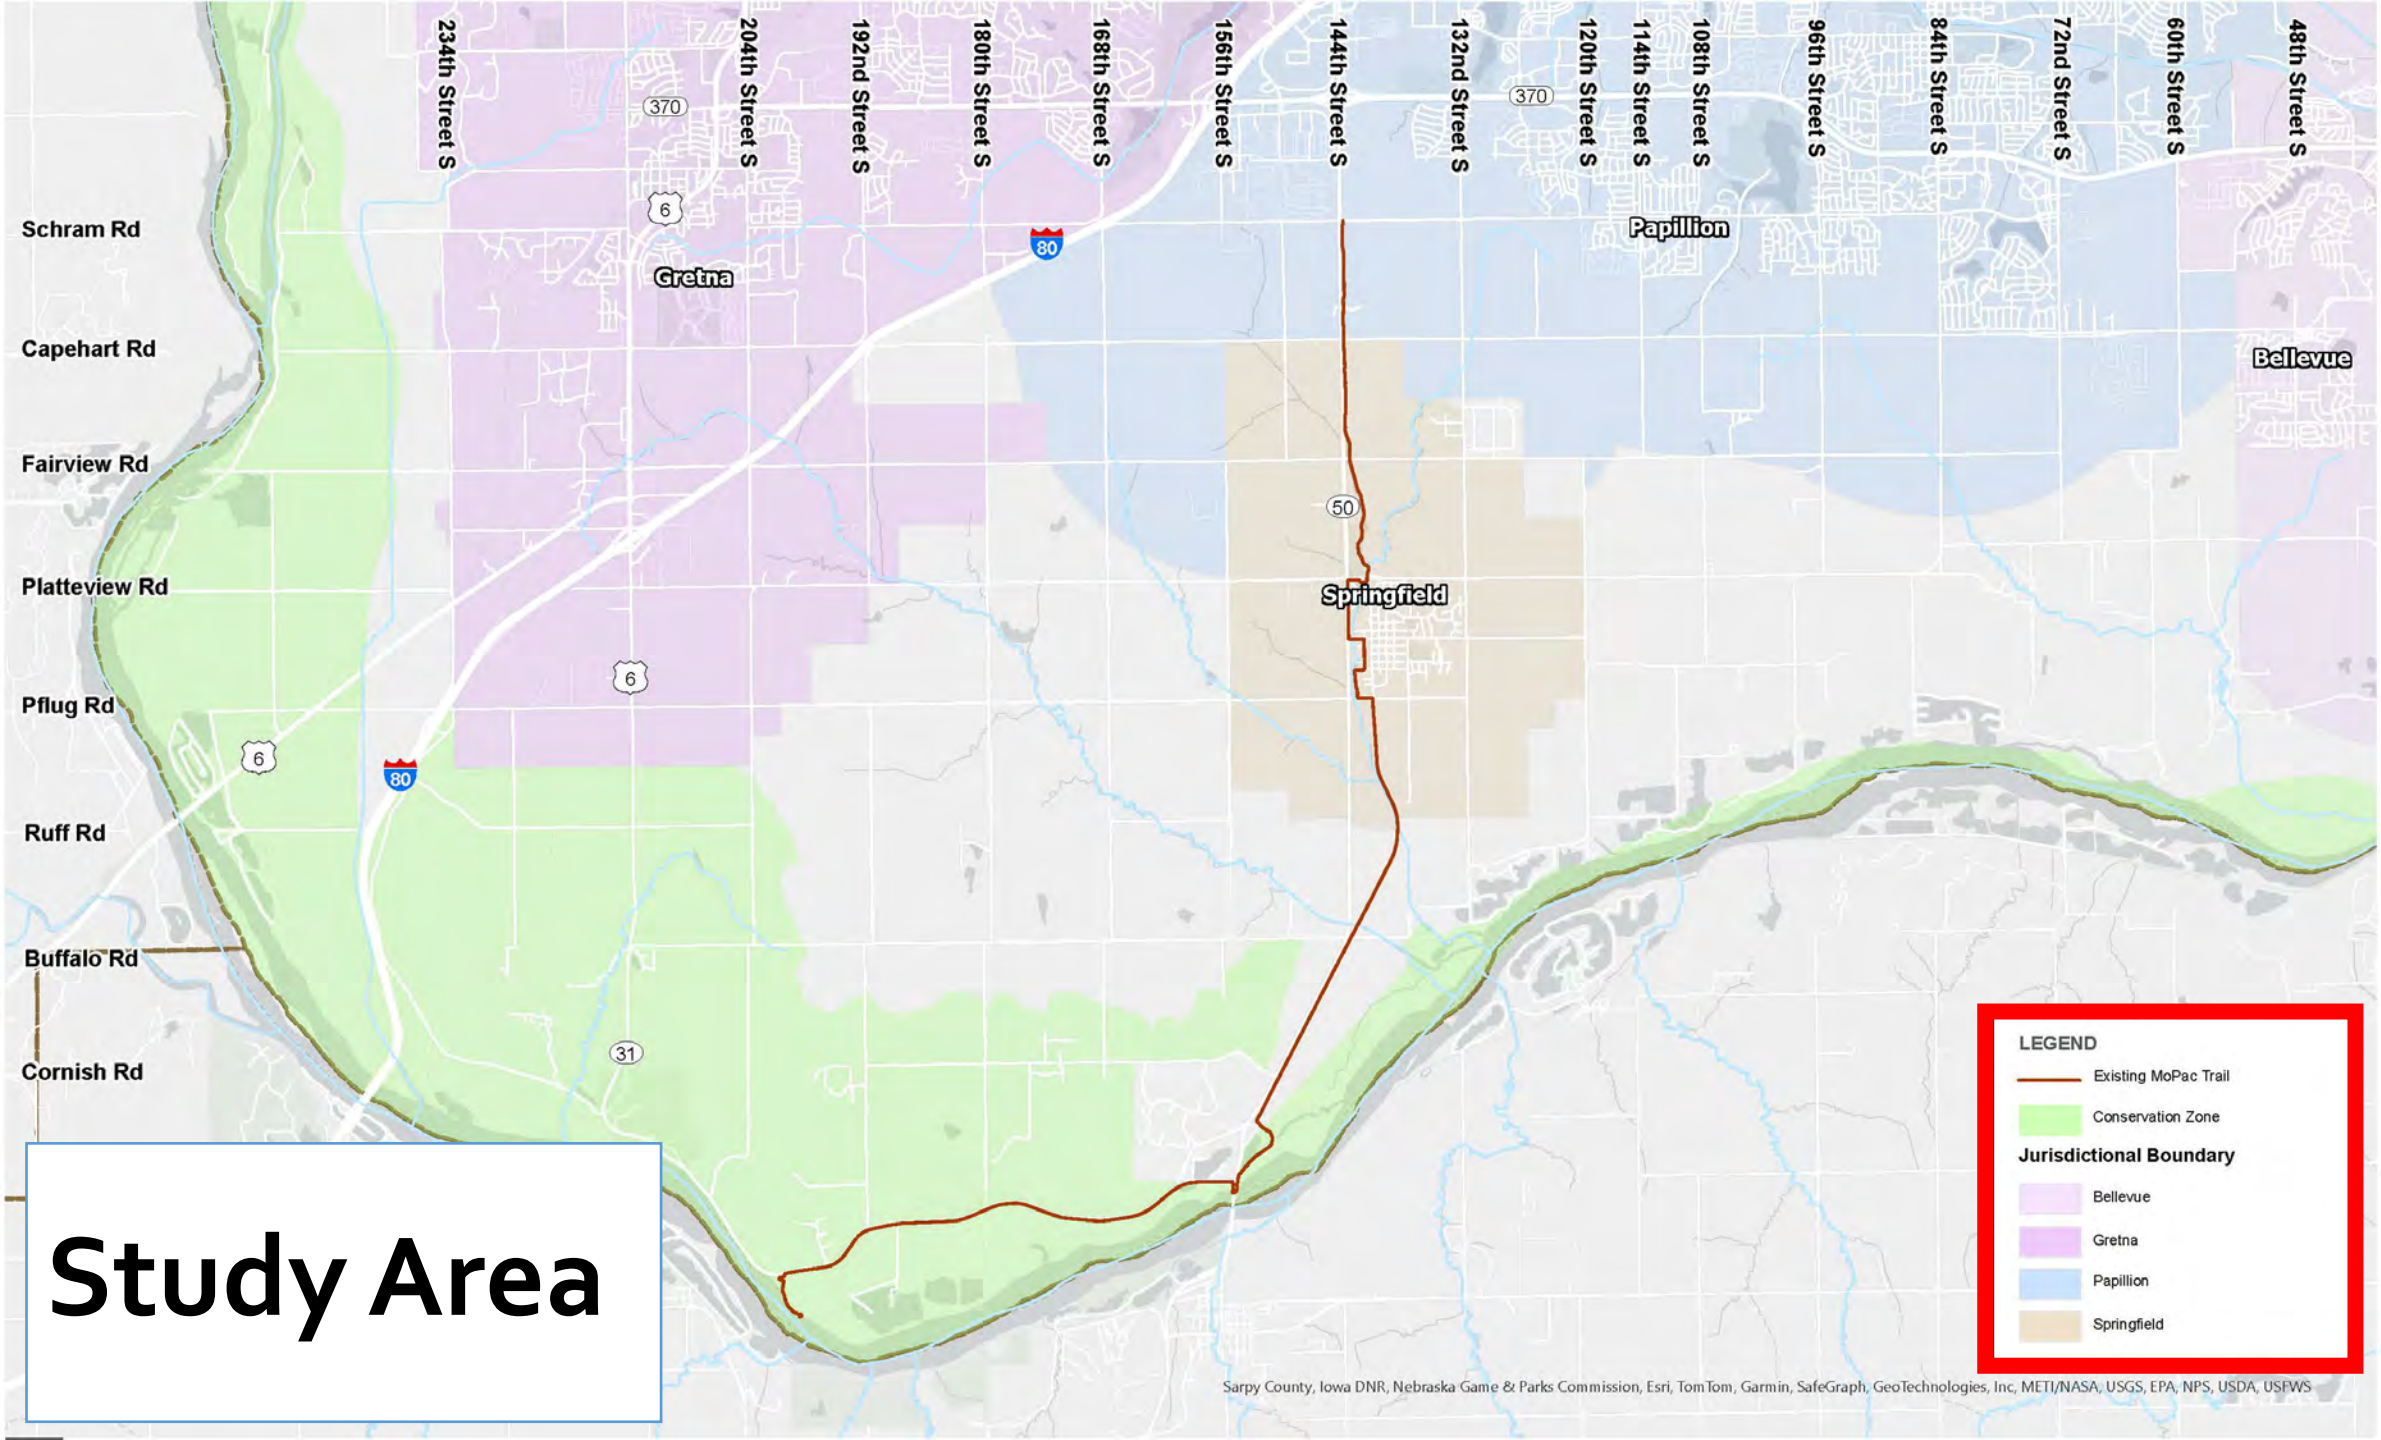 234th Street S
204th Street S
192nd Street S
180th Street S
168th Street S
156th Street S
144th Street S
132nd Street S
120th Street S
114th Street S
108th Street S
96th Street S
84th Street S
72nd Street S
60th Street S
48th Street S
370
370
6
Schram Rd
Papillion
80
Gretna
Capehart Rd
Bellevue
Fairview Rd
50
Platteview Rd
Springfield
6
Pflug Rd
6
80
Ruff Rd
Buffalo Rd
31
Cornish Rd
Study Area
LEGEND
Existing MoPac Trail
Conservation Zone
Jurisdictional Boundary
Bellevue
Gretna
Papillion
Springfield
Sarpy County, Iowa DNR, Nebraska Game & Parks Commission, Esri, TomTom, Garmin, SafeGraph, GeoTechnologies, Inc, METI/NASA, USGS, EPA, NPS, USDA, USFWS